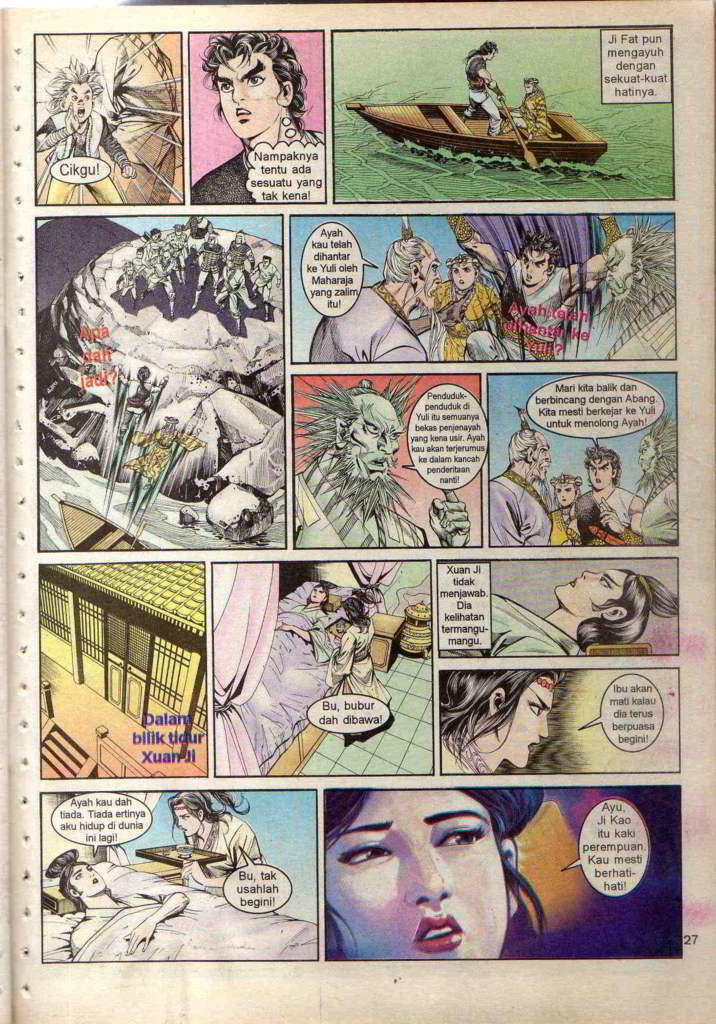 Cikgu!
Nampaknya
tentu ada
sesuatu yang
tak kena!
Ji Fat pun
mengayuh
dengan
sekuat-kuat
hatinya.
Apa
dah
jadi?
Ayah
kau telah
dihantar
ke Yuli oleh
Maharaja
yang zalim
itu!
Ayah telah
dihantar ke
Yuli?
Penduduk-
penduduk di
Yuli itu semuanya
bekas penjenayah
yang kena usir. Ayah
kau akan terjerumus
ke dalam kancah
penderitaan
nanti!
Mari kita balik dan
berbincang dengan Abang.
Kita mesti berkejar ke Yuli
untuk menolong Ayah!
Dalam
bilik tidur
Xuan Ji
Bu, bubur
dah dibawa!
Xuan Ji
tidak
menjawab.
Dia
kelihatan
termangu-
mangu.
Ibu akan
mati kalau
dia terus
berpuasa
begini!
Ayah kau dah
tiada. Tiada ertinya
aku hidup di dunia
ini lagi!
Bu, tak
usahlah
begini!
Ayu,
Ji Kao
itu kaki
perempuan.
Kau mesti
berhati-
hati!
27